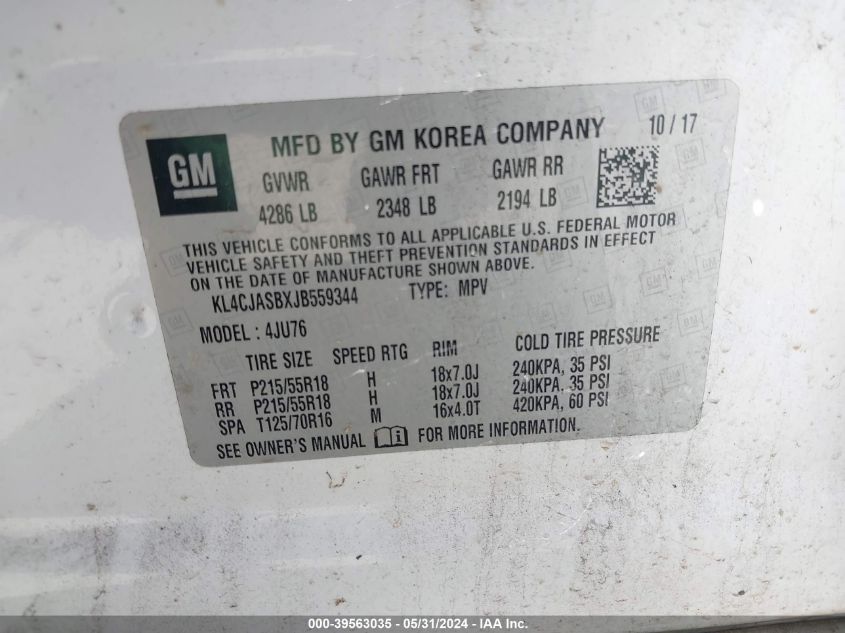 GM
MFD BY GM KOREA COMPANY 10 / 17
GVWR GAWR FRT GAWR RR
4286 LB 2348 LB 2194 LB
THIS VEHICLE CONFORMS TO ALL APPLICABLE U.S. FEDERAL MOTOR
VEHICLE SAFETY AND THEFT PREVENTION STANDARDS IN EFFECT
ON THE DATE OF MANUFACTURE SHOWN ABOVE.
KL4CJASBXJB559344 TYPE: MPV
MODEL : 4JU76
TIRE SIZE SPEED RTG RIM COLD TIRE PRESSURE
FRT P215/55R18 H 18x7.0J 240KPA, 35 PSI
RR P215/55R18 H 18x7.0J 240KPA, 35 PSI
SPA T125/70R16 M 16x4.0T 420KPA, 60 PSI
SEE OWNER'S MANUAL FOR MORE INFORMATION.
000-39563035 - 05/31/2024 - IAA Inc.